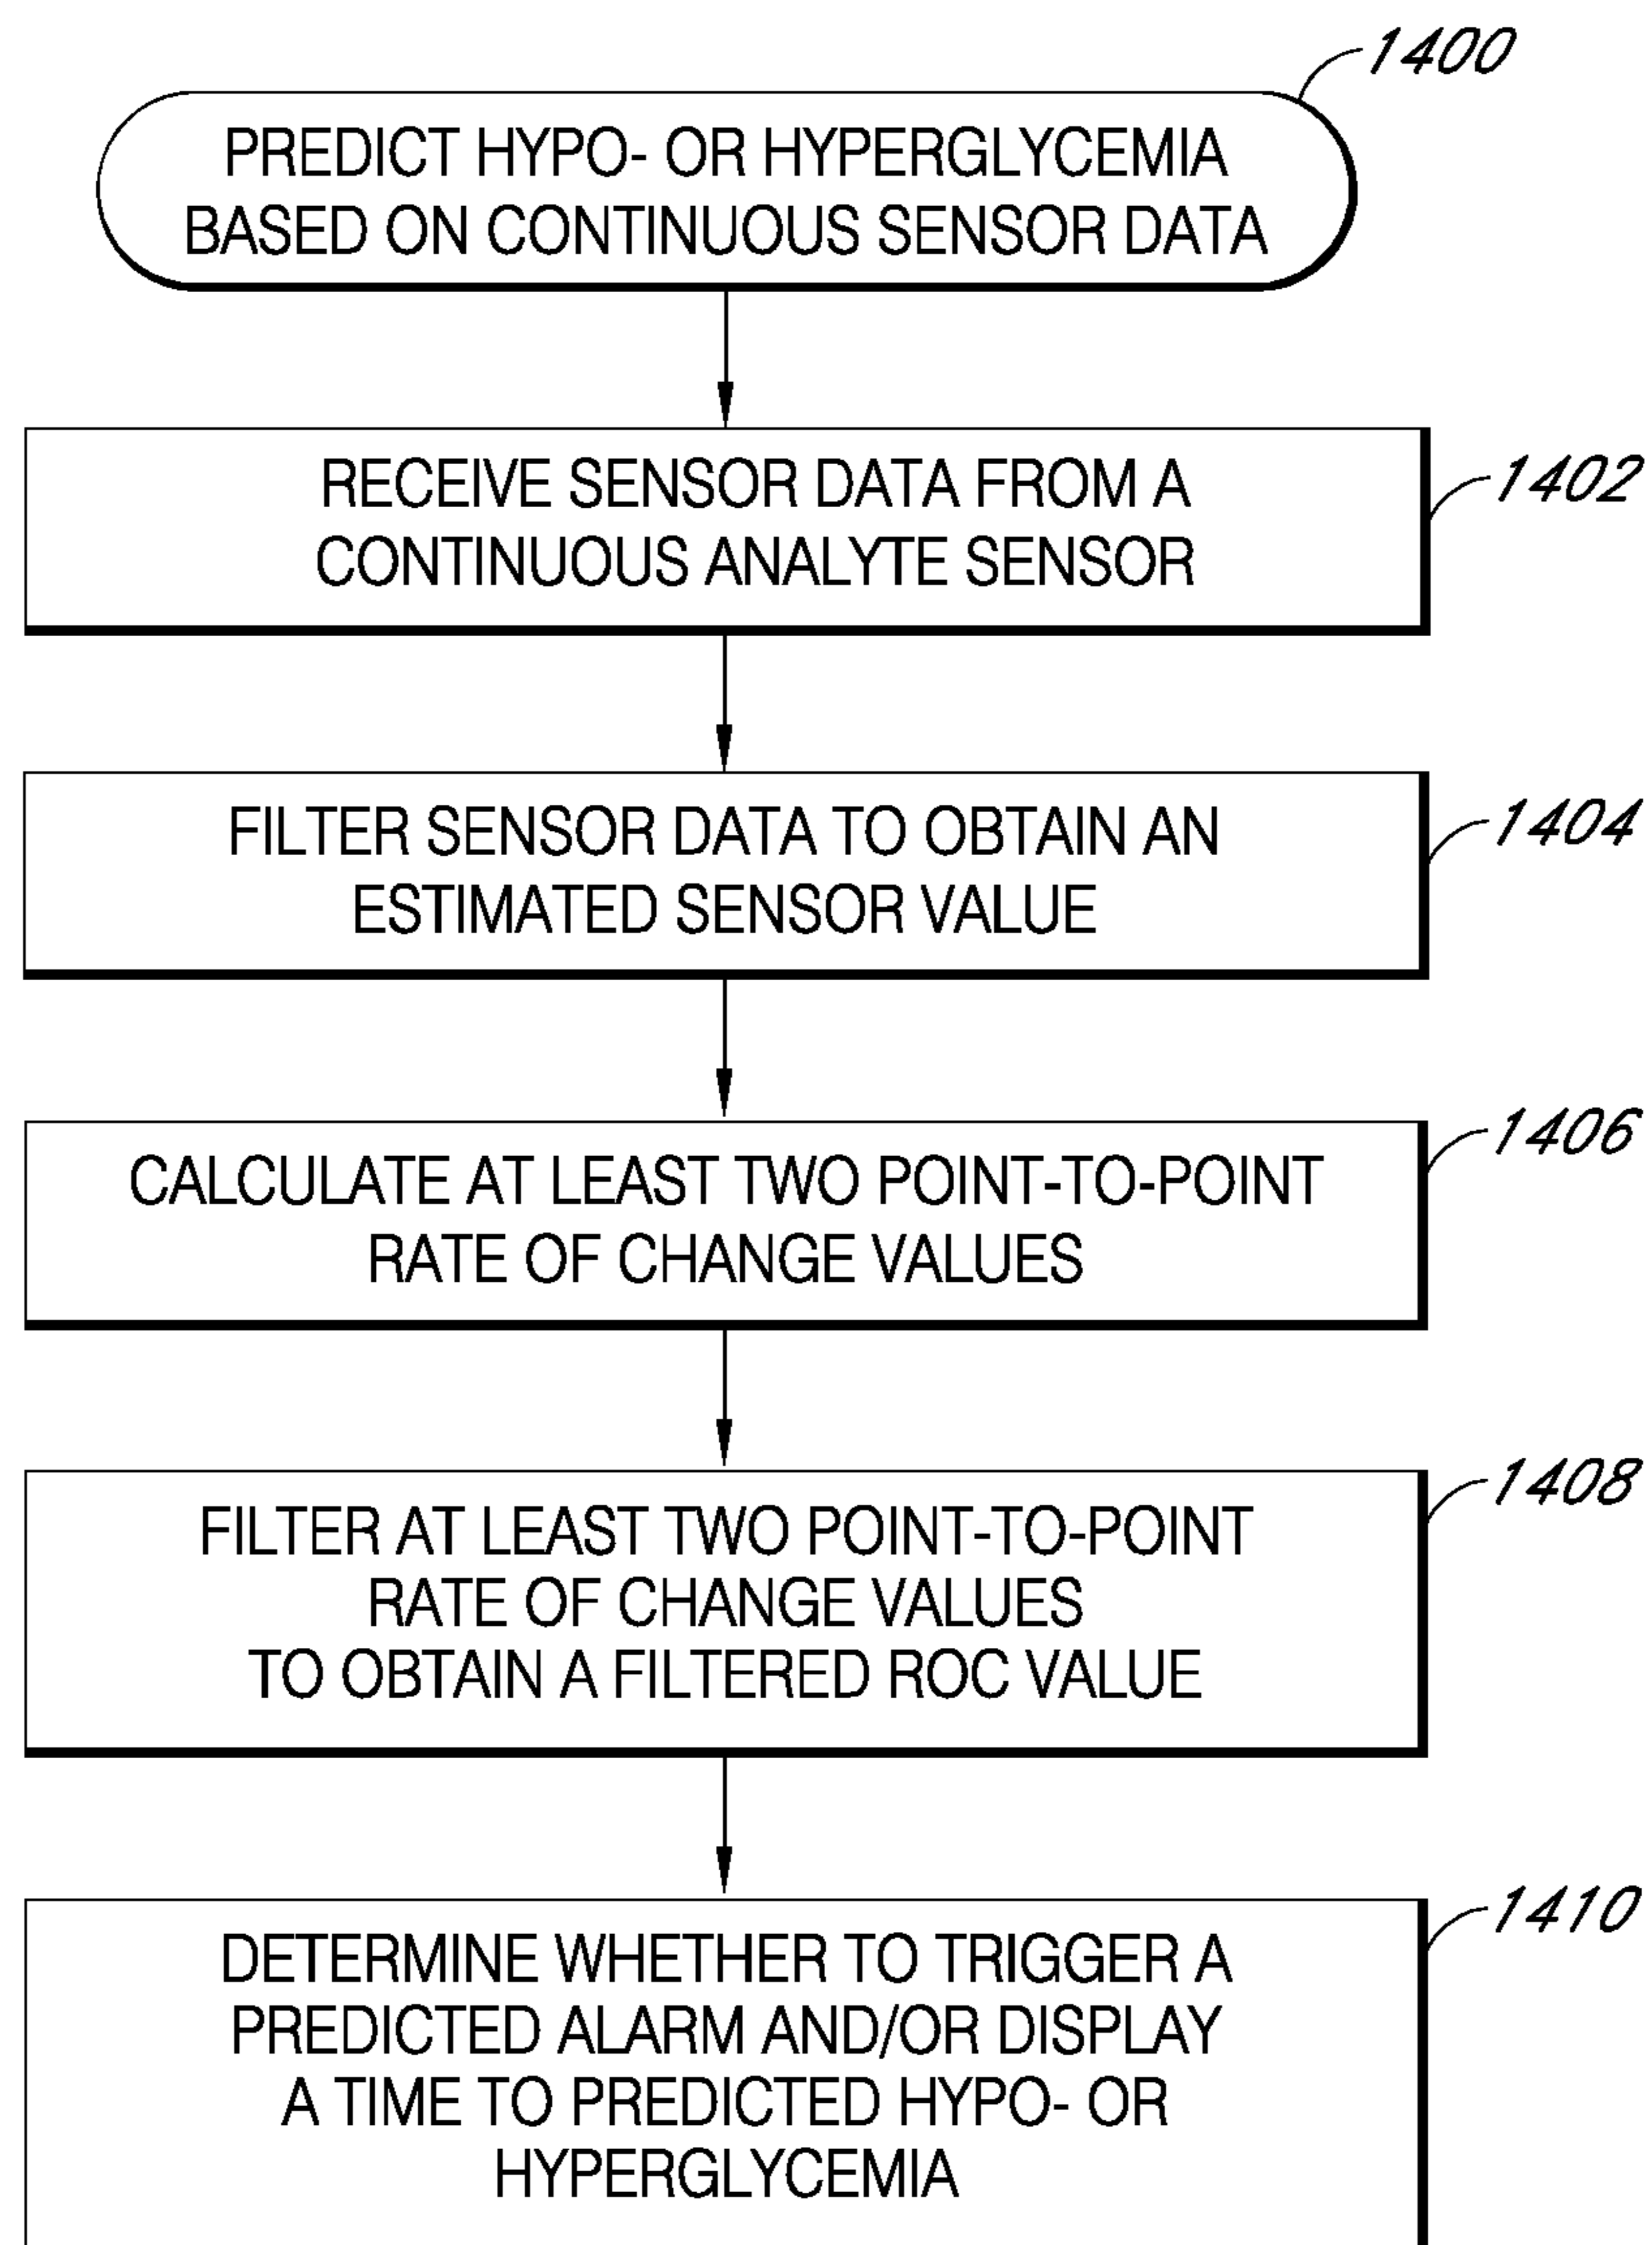 1400
PREDICT HYPO- OR HYPERGLYCEMIA
BASED ON CONTINUOUS SENSOR DATA
RECEIVE SENSOR DATA FROM A
CONTINUOUS ANALYTE SENSOR
1402
FILTER SENSOR DATA TO OBTAIN AN
ESTIMATED SENSOR VALUE
1404
CALCULATE AT LEAST TWO POINT-TO-POINT
RATE OF CHANGE VALUES
1406
FILTER AT LEAST TWO POINT-TO-POINT
RATE OF CHANGE VALUES
TO OBTAIN A FILTERED ROC VALUE
1408
DETERMINE WHETHER TO TRIGGER A
PREDICTED ALARM AND/OR DISPLAY
A TIME TO PREDICTED HYPO- OR
HYPERGLYCEMIA
1410